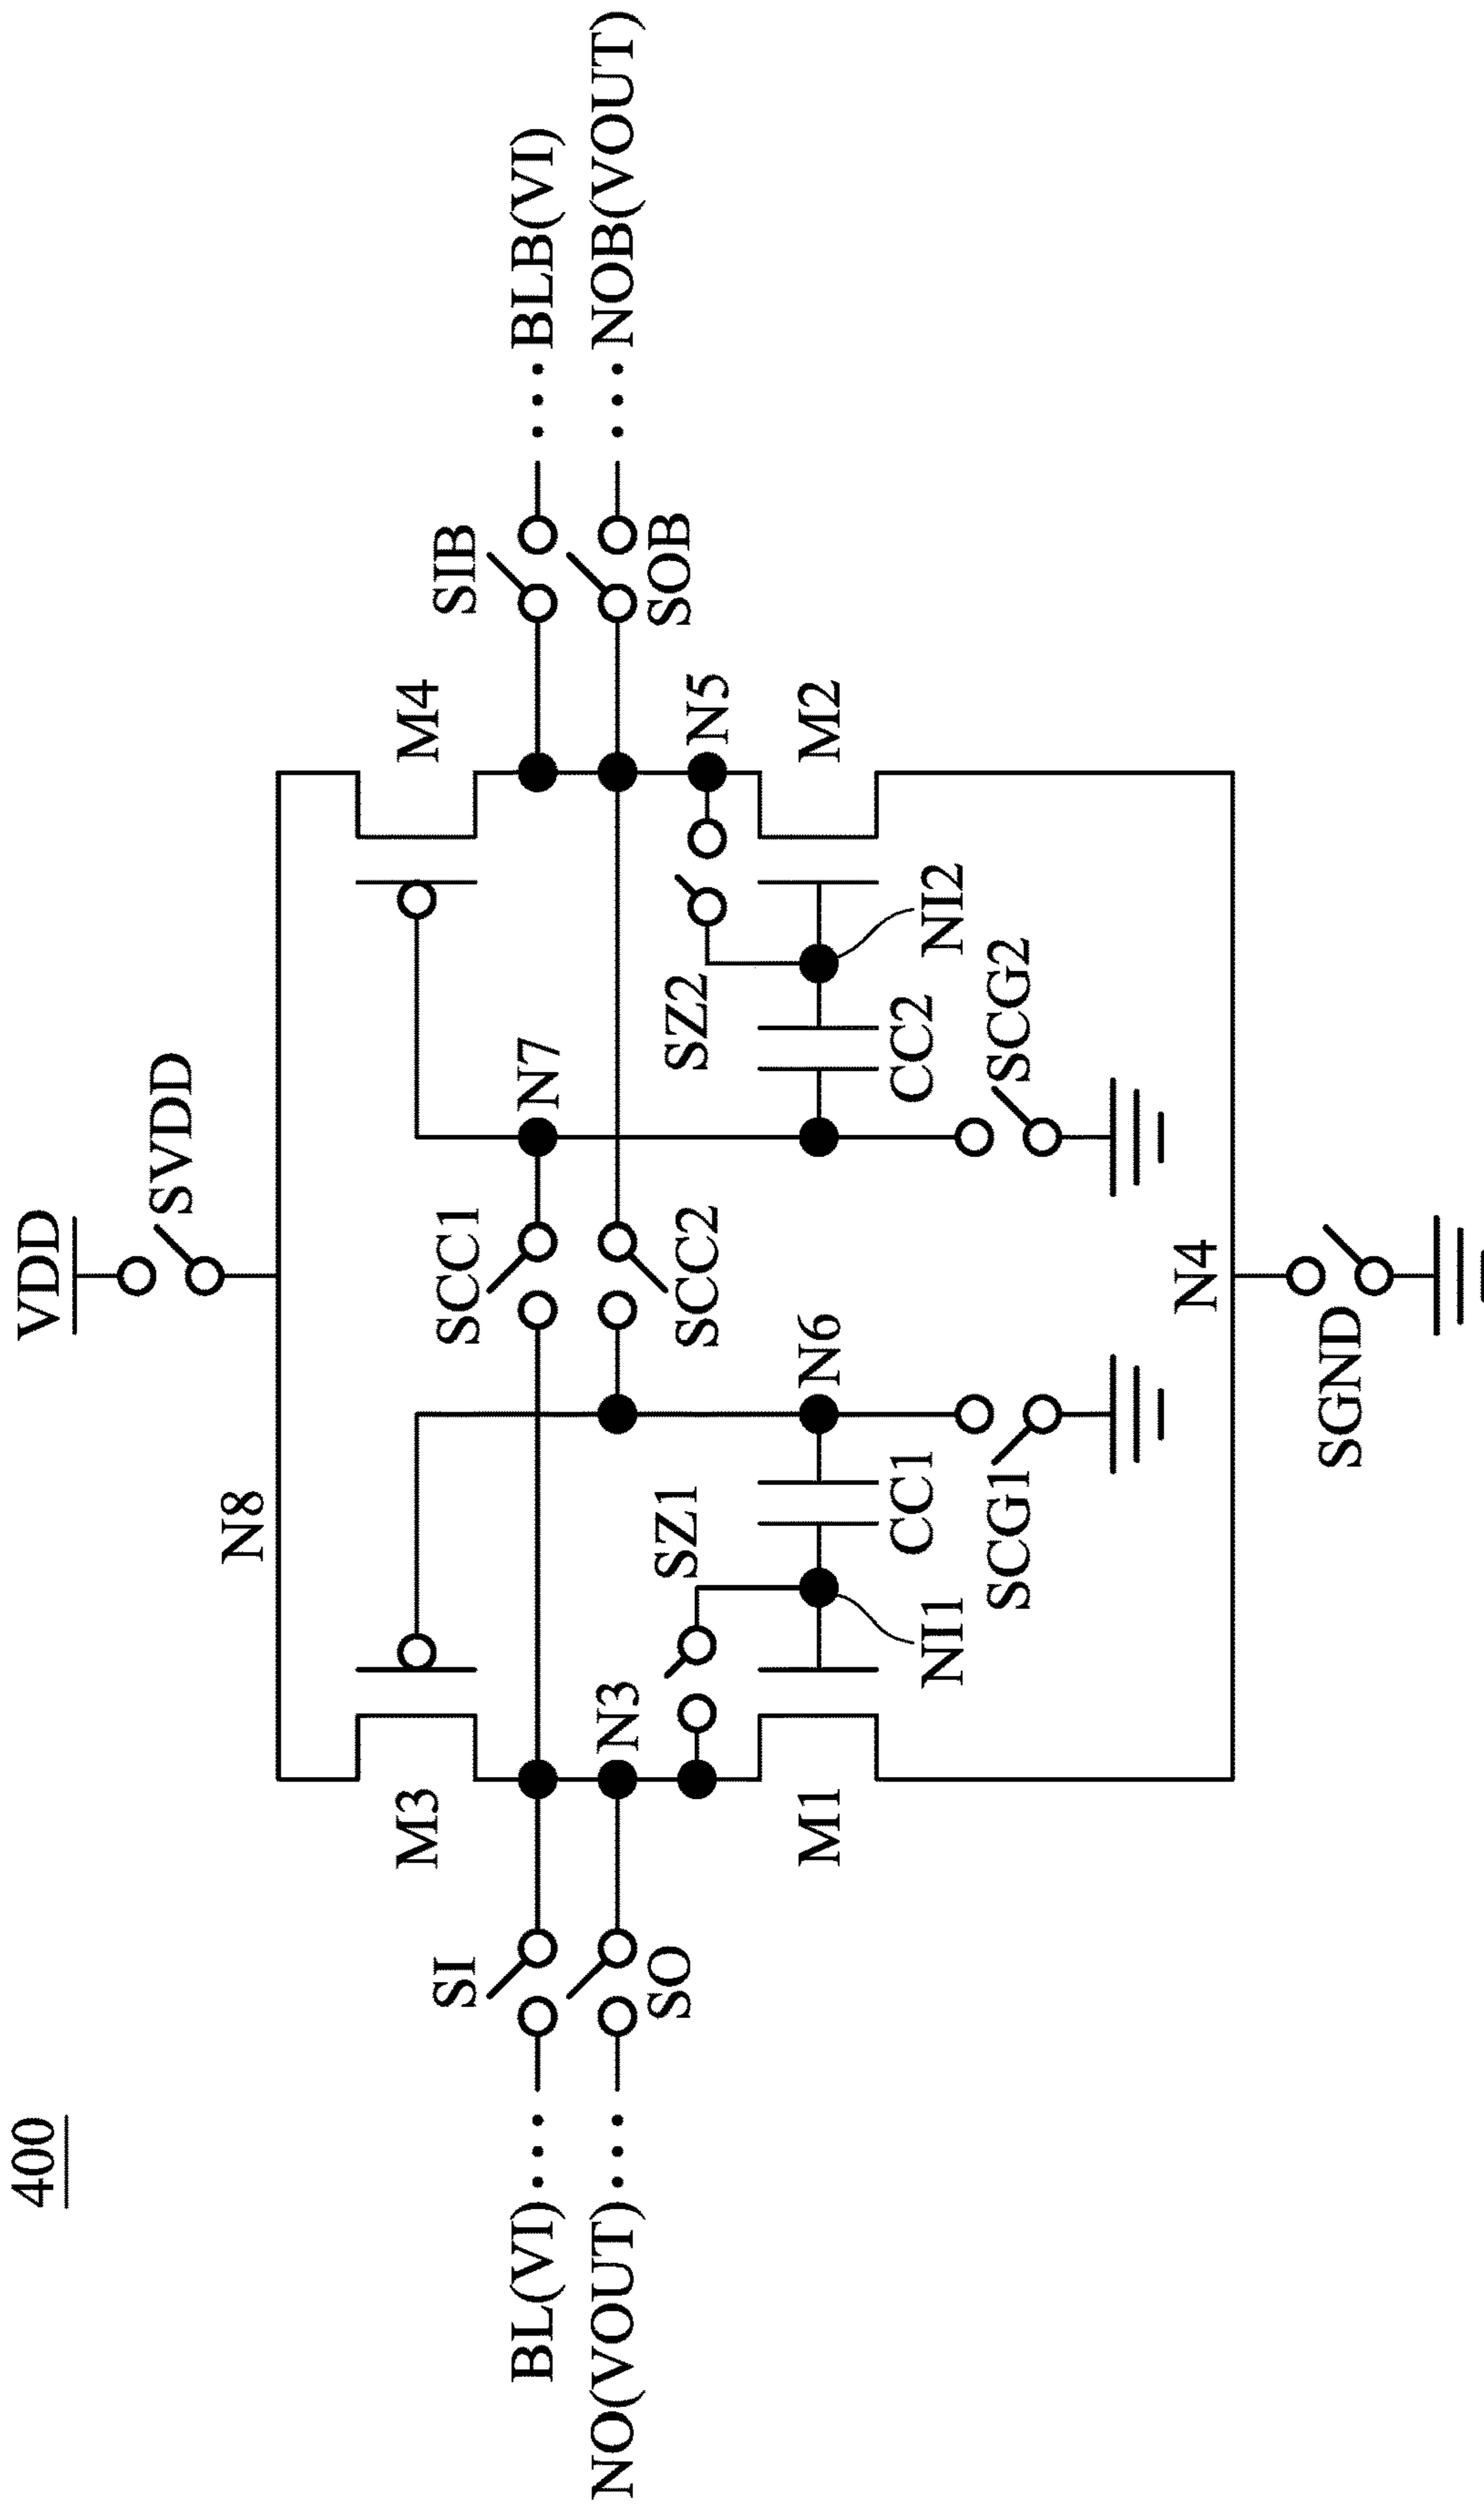 400
VDD
SVDD
N8
M3
M4
SI
SCC1
N7
SIB
BL(VI)
BLB(VI)
NO(VOUT)
NOB(VOUT)
SO
N3
SCC2
SOB
SZ1
SZ2
N5
M1
N6
M2
CC1
CC2
NI1
NI2
SCG1
SCG2
N4
SGND